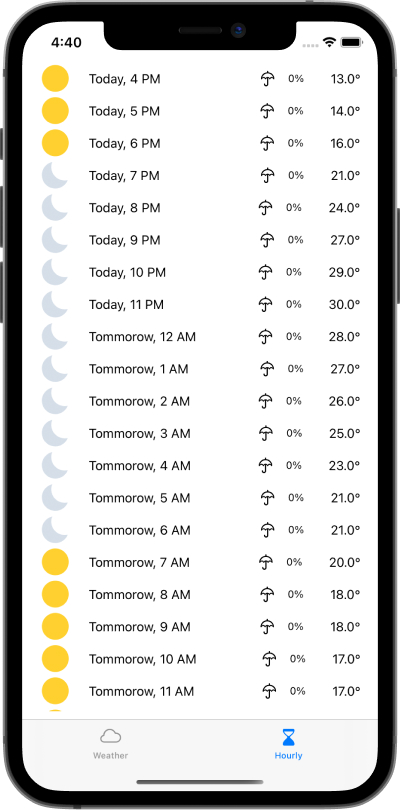 4:40
Today, 4 PM 0% 13.0°
Today, 5 PM 0% 14.0°
Today, 6 PM 0% 16.0°
Today, 7 PM 0% 21.0°
Today, 8 PM 0% 24.0°
Today, 9 PM 0% 27.0°
Today, 10 PM 0% 29.0°
Today, 11 PM 0% 30.0°
Tommorow, 12 AM 0% 28.0°
Tommorow, 1 AM 0% 27.0°
Tommorow, 2 AM 0% 26.0°
Tommorow, 3 AM 0% 25.0°
Tommorow, 4 AM 0% 23.0°
Tommorow, 5 AM 0% 21.0°
Tommorow, 6 AM 0% 21.0°
Tommorow, 7 AM 0% 20.0°
Tommorow, 8 AM 0% 18.0°
Tommorow, 9 AM 0% 18.0°
Tommorow, 10 AM 0% 17.0°
Tommorow, 11 AM 0% 17.0°
Weather Hourly